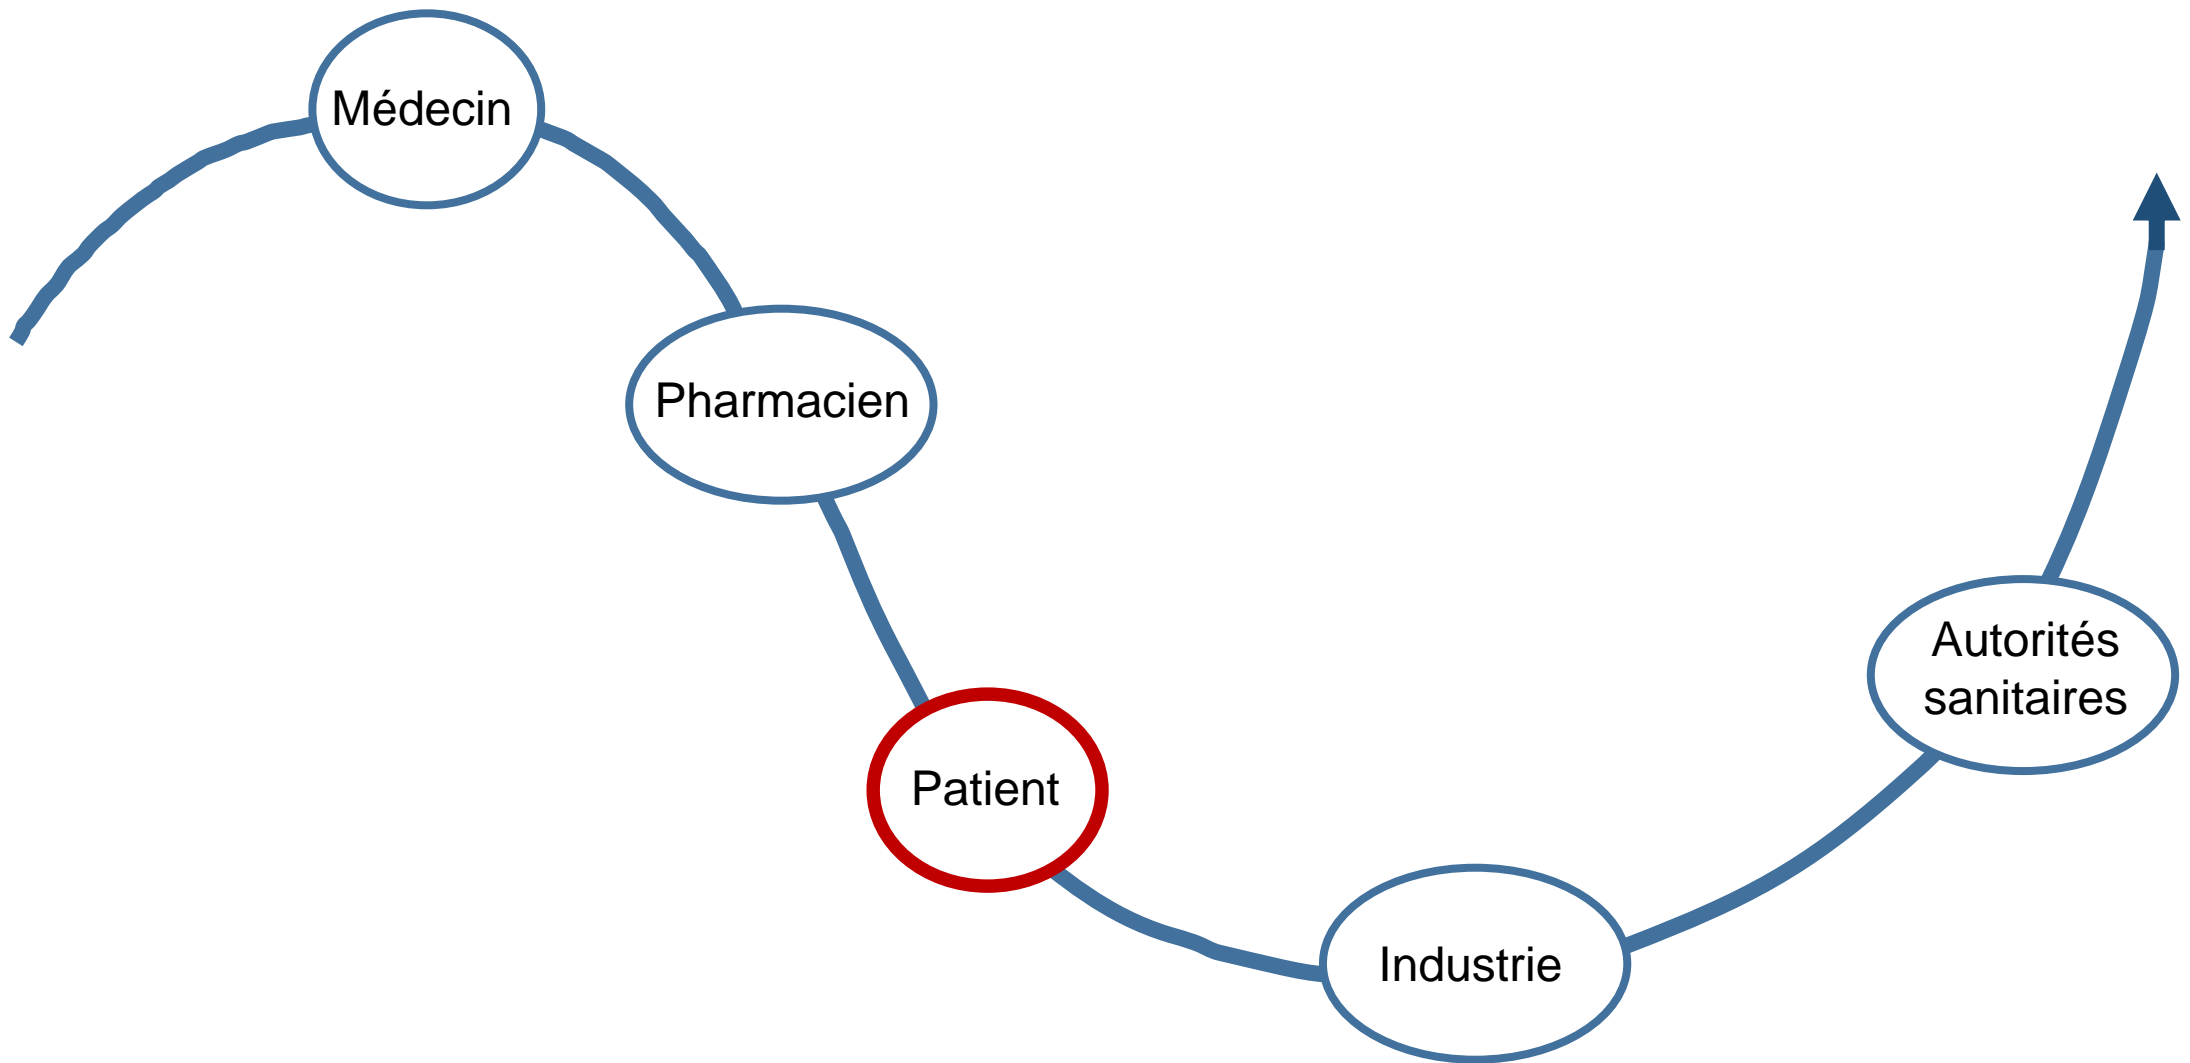 Médecin
Pharmacien
Patient
Industrie
Autorités
sanitaires